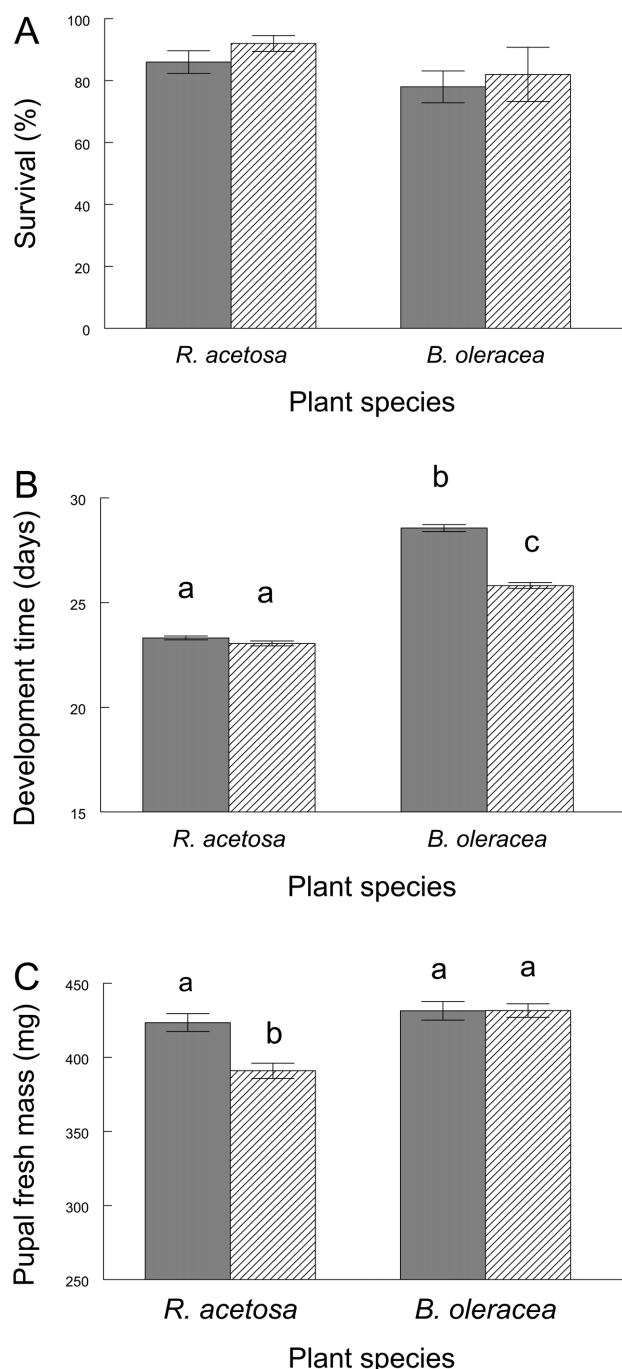 A
Survival (%)
100
80
60
40
20
0
R. acetosa B. oleracea
Plant species
B
Development time (days)
30
25
20
15
a a b c
R. acetosa B. oleracea
Plant species
C
Pupal fresh mass (mg)
450
400
350
300
250
a b a a
R. acetosa B. oleracea
Plant species